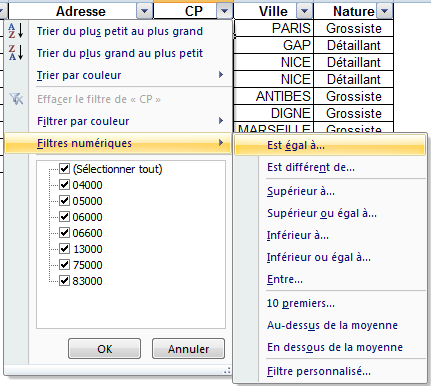 Adresse CP Ville Nature
Trier du plus petit au plus grand
Trier du plus grand au plus petit
Trier par couleur
Effacer le filtre de « CP »
Filtrer par couleur
Filtres numériques
(Sélectionner tout)
04000
05000
06000
06600
13000
75000
83000
OK Annuler
PARIS Grossiste
GAP Détaillant
NICE Détaillant
NICE Détaillant
ANTIBES Grossiste
DIGNE Grossiste
MARSEILLE Grossiste
Est égal à...
Est différent de...
Supérieur à...
Supérieur ou égal à...
Inférieur à...
Inférieur ou égal à...
Entre...
10 premiers...
Au-dessus de la moyenne
En dessous de la moyenne
Filtre personnalisé...